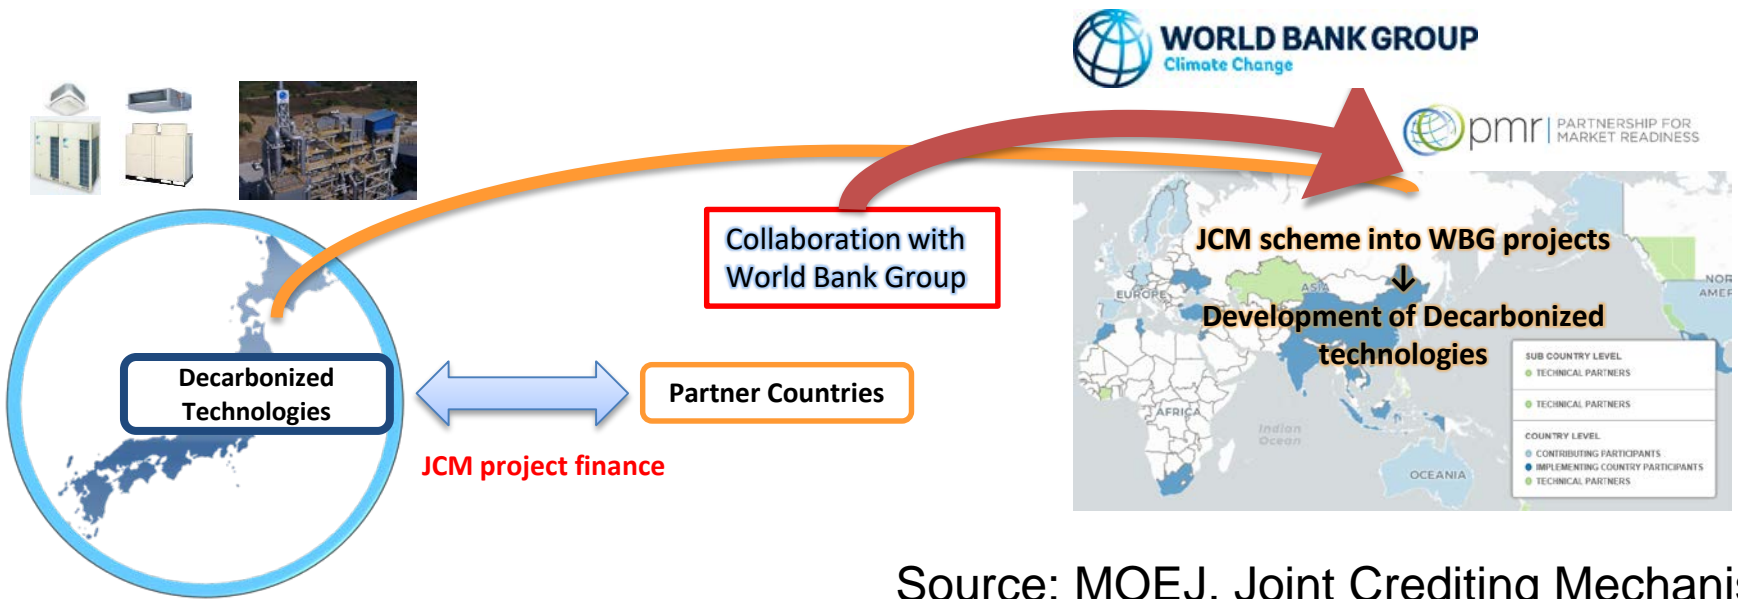 WORLD BANK GROUP
Climate Change
pmr | PARTNERSHIP FOR
MARKET READINESS
Collaboration with
World Bank Group
JCM scheme into WBG projects
↓
Development of Decarbonized
technologies
EUROPE
ASIA
AFRICA
Indian
Ocean
OCEANIA
NOR
AMER
SUB COUNTRY LEVEL
TECHNICAL PARTNERS
TECHNICAL PARTNERS
COUNTRY LEVEL
CONTRIBUTING PARTICIPANTS
IMPLEMENTING COUNTRY PARTICIPANTS
TECHNICAL PARTNERS
Decarbonized
Technologies
Partner Countries
JCM project finance
Source: MOEJ, Joint Crediting Mechanis